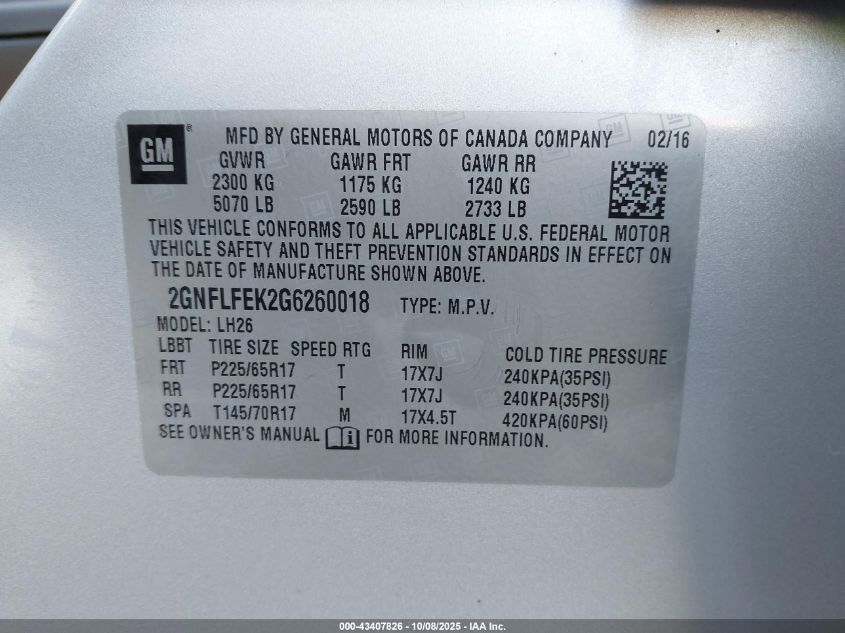 GM ® MFD BY GENERAL MOTORS OF CANADA COMPANY 02/16
GVWR GAWR FRT GAWR RR
2300 KG 1175 KG 1240 KG
5070 LB 2590 LB 2733 LB
THIS VEHICLE CONFORMS TO ALL APPLICABLE U.S. FEDERAL MOTOR
VEHICLE SAFETY AND THEFT PREVENTION STANDARDS IN EFFECT ON
THE DATE OF MANUFACTURE SHOWN ABOVE.
2GNFLFEK2G6260018 TYPE: M.P.V.
MODEL: LH26
LBBT TIRE SIZE SPEED RTG RIM COLD TIRE PRESSURE
FRT P225/65R17 T 17X7J 240KPA(35PSI)
RR P225/65R17 T 17X7J 240KPA(35PSI)
SPA T145/70R17 M 17X4.5T 420KPA(60PSI)
SEE OWNER'S MANUAL i FOR MORE INFORMATION.
000-43407826 - 10/08/2025 - IAA Inc.